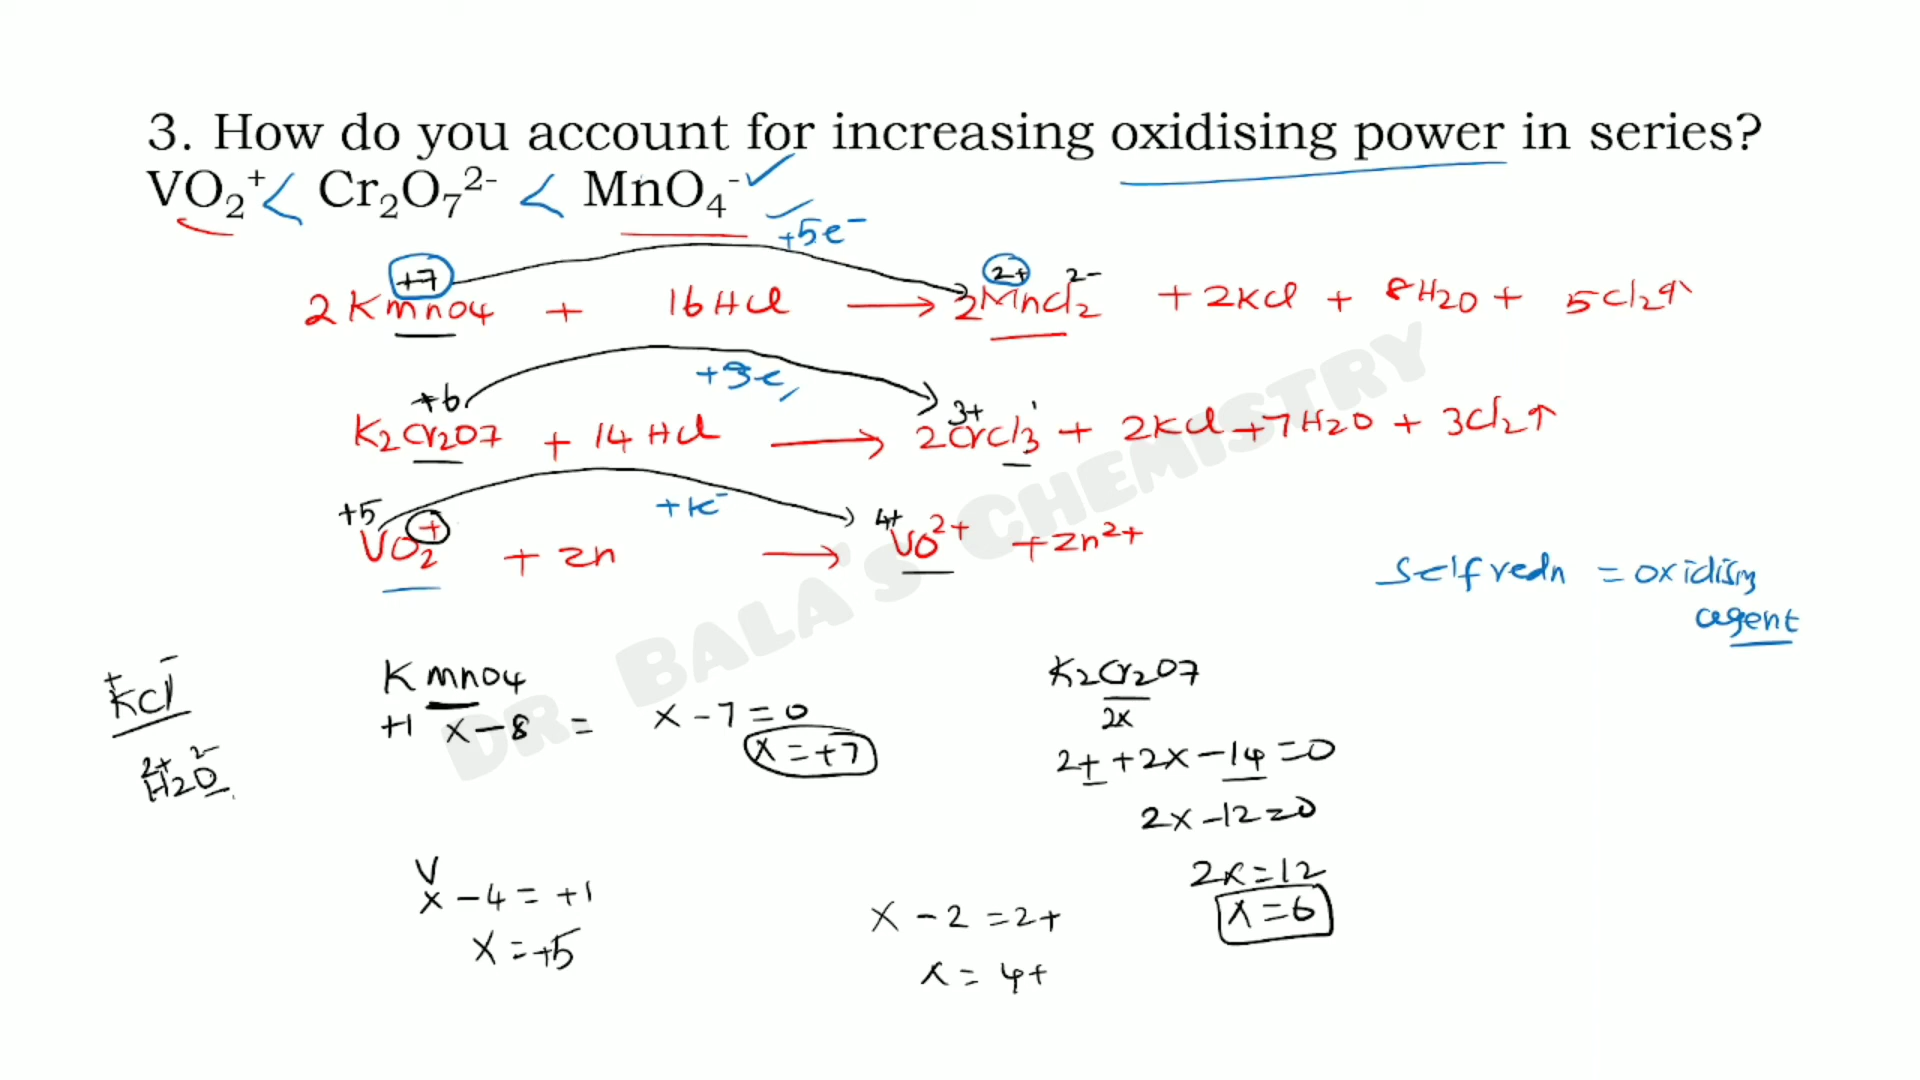 3. How do you account for increasing oxidising power in series?
VO₂⁺ < Cr₂O₇²⁻ < MnO₄⁻ ✓
+5e⁻
+7 2+ 2-
2Kmno4 + 16HCl → 2MnCl₂ + 2KCl + 8H2O + 5Cl₂↑
+3e
+6 3+
K₂Cr₂O7 + 14HCl → 2CrCl₃ + 2KCl + 7H2O + 3Cl₂↑
+5 +1e⁻ 4+
VO₂⁺ + zn → VO²⁺ + zn²⁺
Self redn = oxidising
agent
DR. BALA'S CHEMISTRY
+ -
KCl
2+ 2-
H2O
Kmno4
+1 x-8 = x-7=0
x=+7
K₂Cr₂O7
2x
2+ +2x-14=0
2x-12=0
2x=12
x=6
V
x-4=+1
x=+5
x-2=2+
x=4+